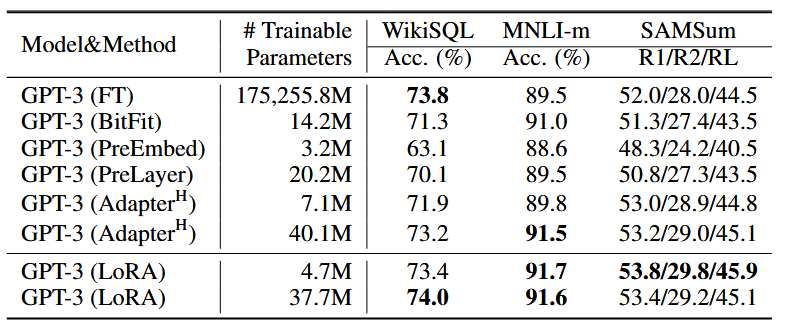 Model&Method # Trainable Parameters WikiSQL MNLI-m SAMSum
Acc. (%) Acc. (%) R1/R2/RL
GPT-3 (FT) 175,255.8M 73.8 89.5 52.0/28.0/44.5
GPT-3 (BitFit) 14.2M 71.3 91.0 51.3/27.4/43.5
GPT-3 (PreEmbed) 3.2M 63.1 88.6 48.3/24.2/40.5
GPT-3 (PreLayer) 20.2M 70.1 89.5 50.8/27.3/43.5
GPT-3 (AdapterH) 7.1M 71.9 89.8 53.0/28.9/44.8
GPT-3 (AdapterH) 40.1M 73.2 91.5 53.2/29.0/45.1
GPT-3 (LoRA) 4.7M 73.4 91.7 53.8/29.8/45.9
GPT-3 (LoRA) 37.7M 74.0 91.6 53.4/29.2/45.1